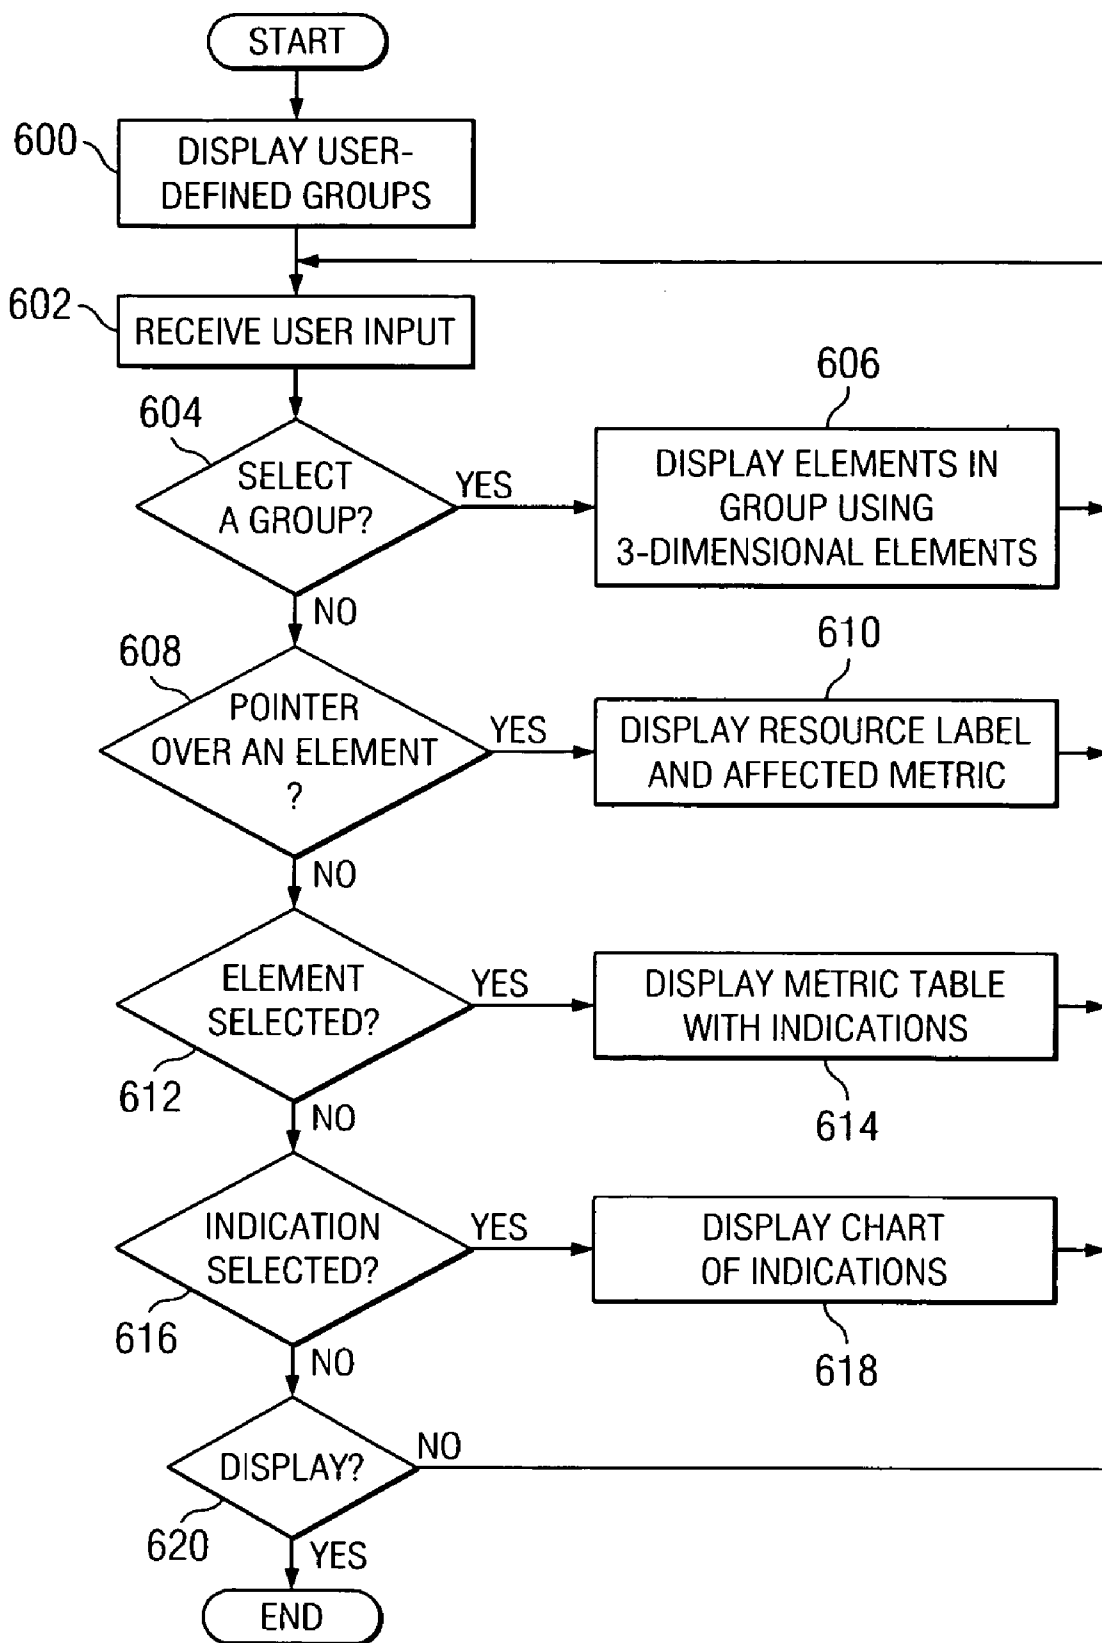 START
600
DISPLAY USER-
DEFINED GROUPS
602
RECEIVE USER INPUT
604
SELECT
A GROUP?
YES
NO
606
DISPLAY ELEMENTS IN
GROUP USING
3-DIMENSIONAL ELEMENTS
608
POINTER
OVER AN ELEMENT
?
YES
NO
610
DISPLAY RESOURCE LABEL
AND AFFECTED METRIC
ELEMENT
SELECTED?
612
YES
NO
DISPLAY METRIC TABLE
WITH INDICATIONS
614
INDICATION
SELECTED?
616
YES
NO
DISPLAY CHART
OF INDICATIONS
618
DISPLAY?
620
NO
YES
END